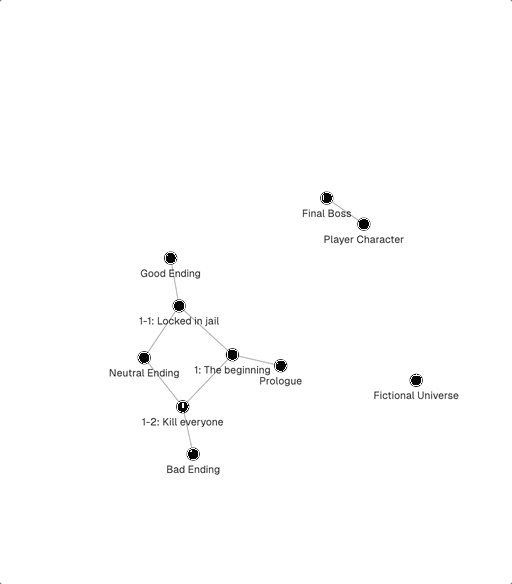 Final Boss
Player Character
Good Ending
1-1: Locked in jail
1: The beginning
Neutral Ending
Prologue
Fictional Universe
1-2: Kill everyone
Bad Ending